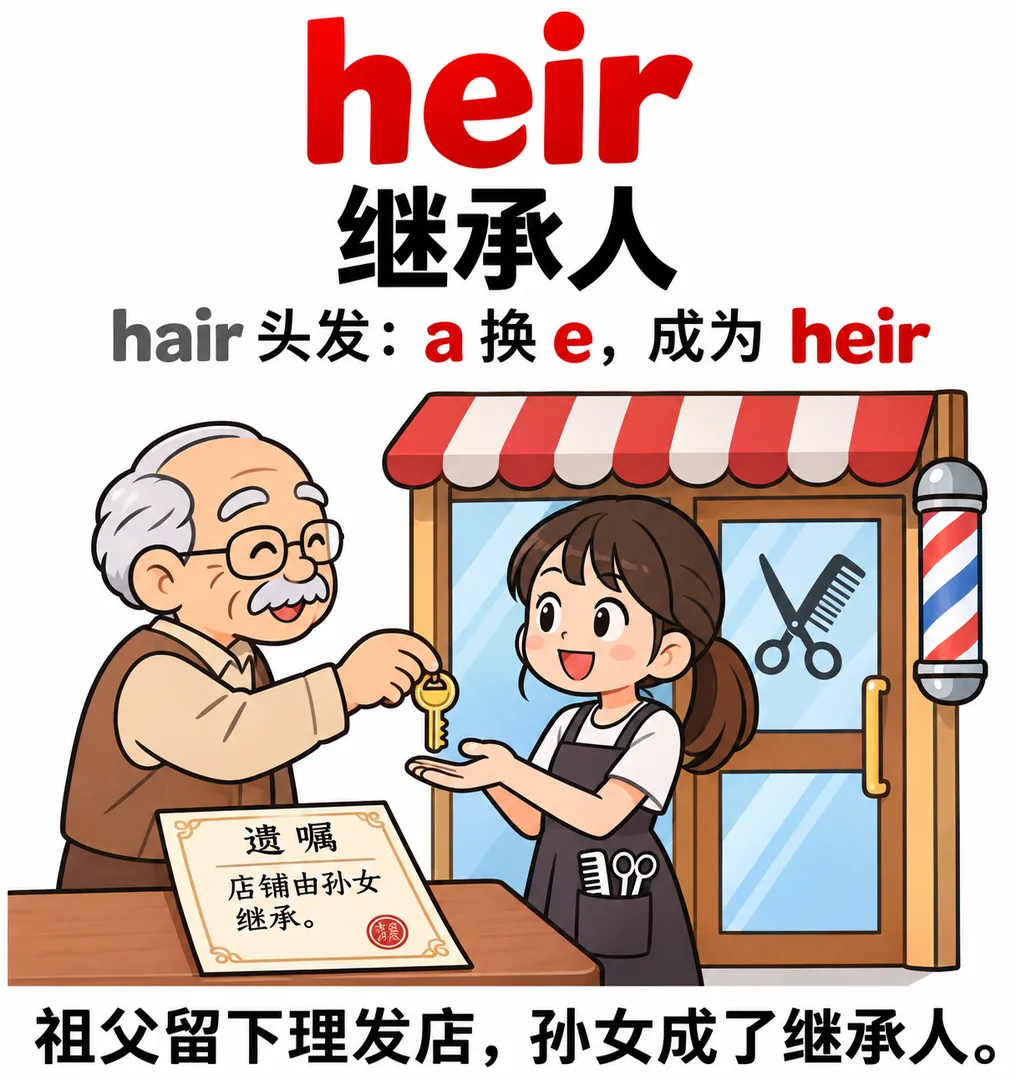 heir
继承人
hair 头发：a 换 e，成为 heir
遗嘱
店铺由孙女
继承。
祖父留下理发店，孙女成了继承人。